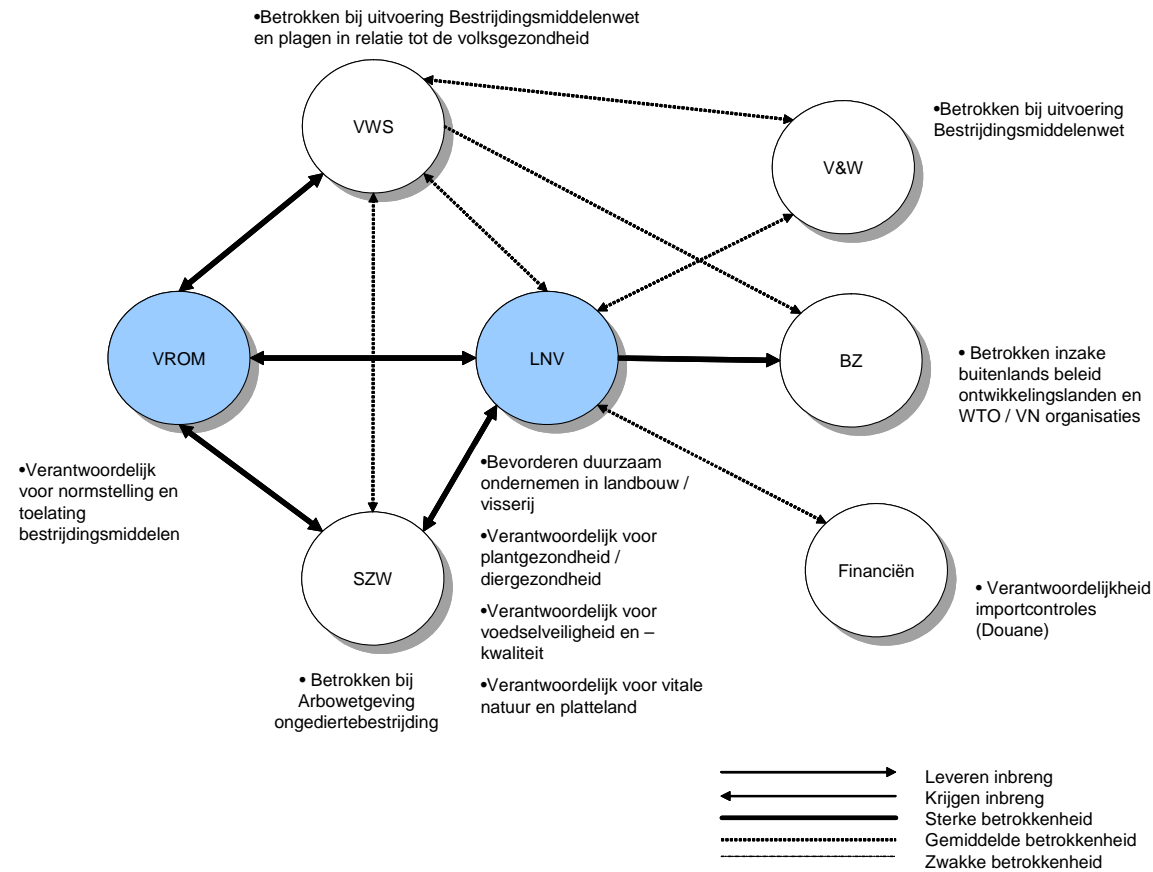 •Betrokken bij uitvoering Bestrijdingsmiddelenwet
en plagen in relatie tot de volksgezondheid
VWS
V&W
•Betrokken bij uitvoering
Bestrijdingsmiddelenwet
VROM
LNV
BZ
• Betrokken inzake
buitenlands beleid
ontwikkelingslanden en
WTO / VN organisaties
•Verantwoordelijk
voor normstelling en
toelating
bestrijdingsmiddelen
•Bevorderen duurzaam
ondernemen in landbouw /
visserij
•Verantwoordelijk voor
plantgezondheid /
diergezondheid
•Verantwoordelijk voor
voedselveiligheid en –
kwaliteit
•Verantwoordelijk voor vitale
natuur en platteland
SZW
• Betrokken bij
Arbowetgeving
ongediertebestrijding
Financiën
• Verantwoordelijkheid
importcontroles
(Douane)
Leveren inbreng
Krijgen inbreng
Sterke betrokkenheid
Gemiddelde betrokkenheid
Zwakke betrokkenheid